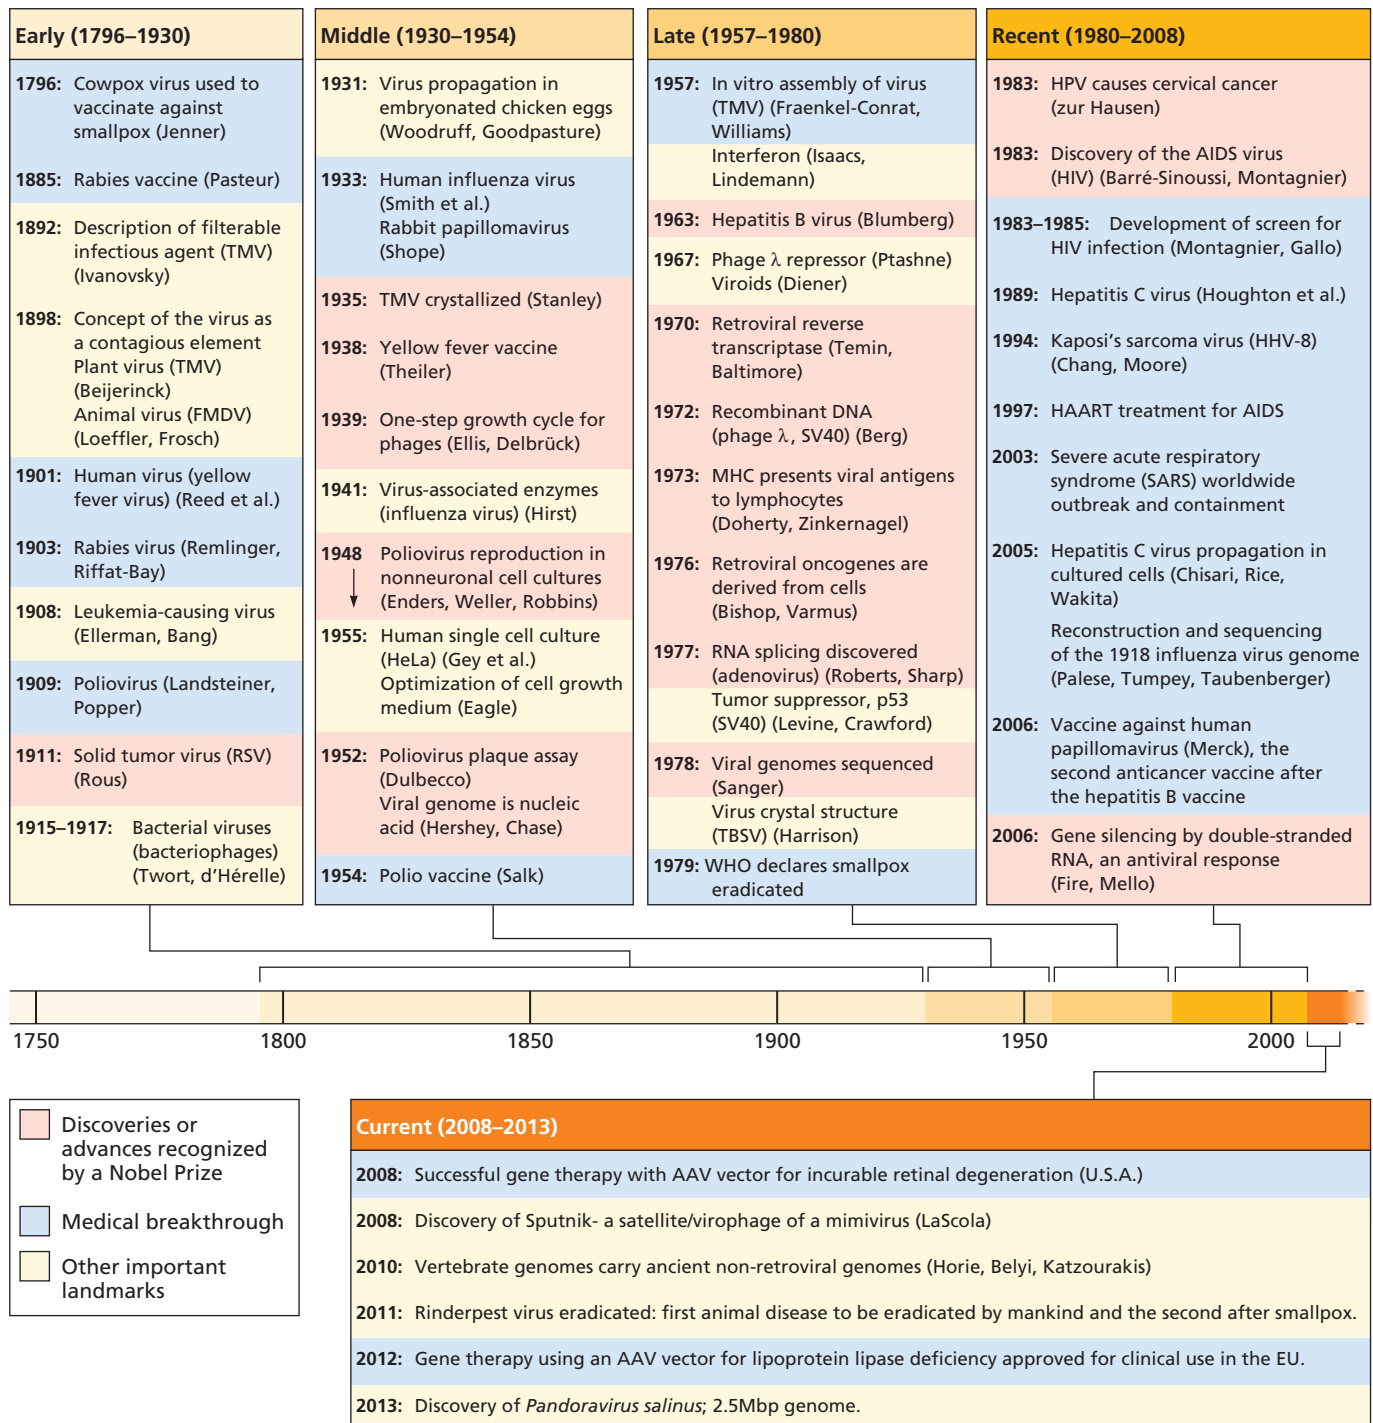 Early (1796–1930)
1796: Cowpox virus used to
vaccinate against
smallpox (Jenner)
1885: Rabies vaccine (Pasteur)
1892: Description of filterable
infectious agent (TMV)
(Ivanovsky)
1898: Concept of the virus as
a contagious element
Plant virus (TMV)
(Beijerinck)
Animal virus (FMDV)
(Loeffler, Frosch)
1901: Human virus (yellow
fever virus) (Reed et al.)
1903: Rabies virus (Remlinger,
Riffat-Bay)
1908: Leukemia-causing virus
(Ellerman, Bang)
1909: Poliovirus (Landsteiner,
Popper)
1911: Solid tumor virus (RSV)
(Rous)
1915–1917: Bacterial viruses
(bacteriophages)
(Twort, d’Hérelle)
Middle (1930–1954)
1931: Virus propagation in
embryonated chicken eggs
(Woodruff, Goodpasture)
1933: Human influenza virus
(Smith et al.)
Rabbit papillomavirus
(Shope)
1935: TMV crystallized (Stanley)
1938: Yellow fever vaccine
(Theiler)
1939: One-step growth cycle for
phages (Ellis, Delbrück)
1941: Virus-associated enzymes
(influenza virus) (Hirst)
1948 Poliovirus reproduction in
nonneuronal cell cultures
(Enders, Weller, Robbins)
1955: Human single cell culture
(HeLa) (Gey et al.)
Optimization of cell growth
medium (Eagle)
1952: Poliovirus plaque assay
(Dulbecco)
Viral genome is nucleic
acid (Hershey, Chase)
1954: Polio vaccine (Salk)
Late (1957–1980)
1957: In vitro assembly of virus
(TMV) (Fraenkel-Conrat,
Williams)
Interferon (Isaacs,
Lindemann)
1963: Hepatitis B virus (Blumberg)
1967: Phage λ repressor (Ptashne)
Viroids (Diener)
1970: Retroviral reverse
transcriptase (Temin,
Baltimore)
1972: Recombinant DNA
(phage λ, SV40) (Berg)
1973: MHC presents viral antigens
to lymphocytes
(Doherty, Zinkernagel)
1976: Retroviral oncogenes are
derived from cells
(Bishop, Varmus)
1977: RNA splicing discovered
(adenovirus) (Roberts, Sharp)
Tumor suppressor, p53
(SV40) (Levine, Crawford)
1978: Viral genomes sequenced
(Sanger)
Virus crystal structure
(TBSV) (Harrison)
1979: WHO declares smallpox
eradicated
Recent (1980–2008)
1983: HPV causes cervical cancer
(zur Hausen)
1983: Discovery of the AIDS virus
(HIV) (Barré-Sinoussi, Montagnier)
1983–1985: Development of screen for
HIV infection (Montagnier, Gallo)
1989: Hepatitis C virus (Houghton et al.)
1994: Kaposi’s sarcoma virus (HHV-8)
(Chang, Moore)
1997: HAART treatment for AIDS
2003: Severe acute respiratory
syndrome (SARS) worldwide
outbreak and containment
2005: Hepatitis C virus propagation in
cultured cells (Chisari, Rice,
Wakita)
Reconstruction and sequencing
of the 1918 influenza virus genome
(Palese, Tumpey, Taubenberger)
2006: Vaccine against human
papillomavirus (Merck), the
second anticancer vaccine after
the hepatitis B vaccine
2006: Gene silencing by double-stranded
RNA, an antiviral response
(Fire, Mello)
1750 1800 1850 1900 1950 2000
Discoveries or
advances recognized
by a Nobel Prize
Medical breakthrough
Other important
landmarks
Current (2008–2013)
2008: Successful gene therapy with AAV vector for incurable retinal degeneration (U.S.A.)
2008: Discovery of Sputnik- a satellite/virophage of a mimivirus (LaScola)
2010: Vertebrate genomes carry ancient non-retroviral genomes (Horie, Belyi, Katzourakis)
2011: Rinderpest virus eradicated: first animal disease to be eradicated by mankind and the second after smallpox.
2012: Gene therapy using an AAV vector for lipoprotein lipase deficiency approved for clinical use in the EU.
2013: Discovery of Pandoravirus salinus; 2.5Mbp genome.